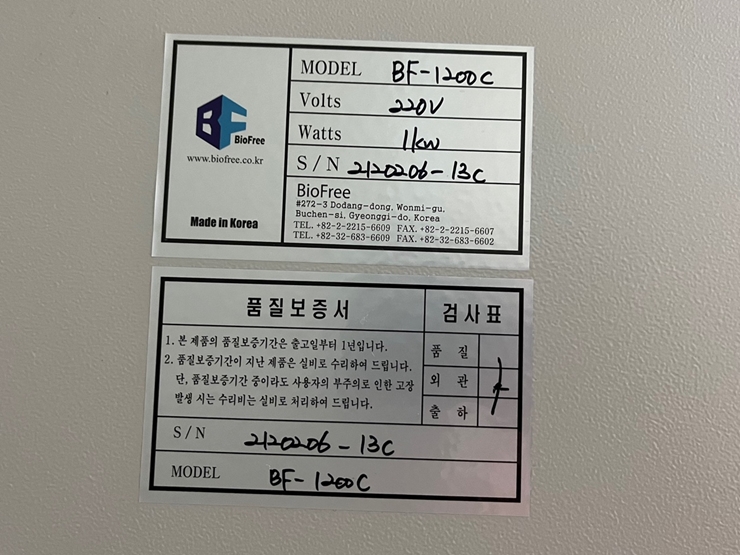 BF
BioFree
www.biofree.co.kr
Made in Korea
MODEL BF-1200C
Volts 220V
Watts 1kw
S/N 2120206-13C
BioFree
#272-3 Dodang-dong, Wonmi-gu,
Buchen-si, Gyeonggi-do, Korea
TEL. +82-2-2215-6609 FAX. +82-2-2215-6607
TEL. +82-32-683-6609 FAX. +82-32-683-6602
품질보증서
1. 본 제품의 품질보증기간은 출고일부터 1년입니다.
2. 품질보증기간이 지난 제품은 실비로 수리하여 드립니다.
단, 품질보증기간 중이라도 사용자의 부주의로 인한 고장
발생 시는 수리비는 실비로 처리하여 드립니다.
검사표
품 질
외 관
출 하
S/N 2120206-13C
MODEL BF-1200C